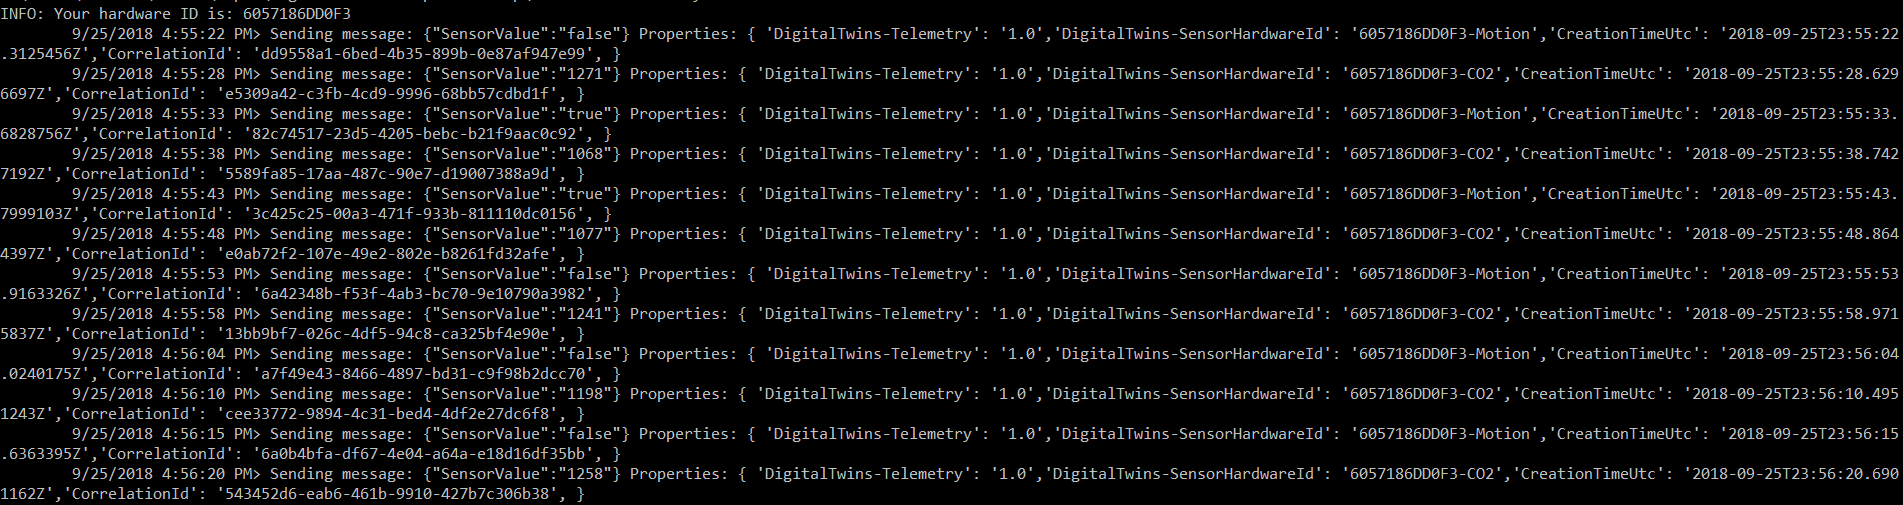 INFO: Your hardware ID is: 6057186DD0F3
9/25/2018 4:55:22 PM> Sending message: {"SensorValue":"false"} Properties: { 'DigitalTwins-Telemetry': '1.0','DigitalTwins-SensorHardwareId': '6057186DD0F3-Motion','CreationTimeUtc': '2018-09-25T23:55:22
.3125456Z','CorrelationId': 'dd9558a1-6bed-4b35-899b-0e87af947e99', }
9/25/2018 4:55:28 PM> Sending message: {"SensorValue":"1271"} Properties: { 'DigitalTwins-Telemetry': '1.0','DigitalTwins-SensorHardwareId': '6057186DD0F3-CO2','CreationTimeUtc': '2018-09-25T23:55:28.629
6697Z','CorrelationId': 'e5309a42-c3fb-4cd9-9996-68bb57cdbd1f', }
9/25/2018 4:55:33 PM> Sending message: {"SensorValue":"true"} Properties: { 'DigitalTwins-Telemetry': '1.0','DigitalTwins-SensorHardwareId': '6057186DD0F3-Motion','CreationTimeUtc': '2018-09-25T23:55:33.
6828756Z','CorrelationId': '82c74517-23d5-4205-bebc-b21f9aac0c92', }
9/25/2018 4:55:38 PM> Sending message: {"SensorValue":"1068"} Properties: { 'DigitalTwins-Telemetry': '1.0','DigitalTwins-SensorHardwareId': '6057186DD0F3-CO2','CreationTimeUtc': '2018-09-25T23:55:38.742
7192Z','CorrelationId': '5589fa85-17aa-487c-90e7-d19007388a9d', }
9/25/2018 4:55:43 PM> Sending message: {"SensorValue":"true"} Properties: { 'DigitalTwins-Telemetry': '1.0','DigitalTwins-SensorHardwareId': '6057186DD0F3-Motion','CreationTimeUtc': '2018-09-25T23:55:43.
7999103Z','CorrelationId': '3c425c25-00a3-471f-933b-811110dc0156', }
9/25/2018 4:55:48 PM> Sending message: {"SensorValue":"1077"} Properties: { 'DigitalTwins-Telemetry': '1.0','DigitalTwins-SensorHardwareId': '6057186DD0F3-CO2','CreationTimeUtc': '2018-09-25T23:55:48.864
4397Z','CorrelationId': 'e0ab72f2-107e-49e2-802e-b8261fd32afe', }
9/25/2018 4:55:53 PM> Sending message: {"SensorValue":"false"} Properties: { 'DigitalTwins-Telemetry': '1.0','DigitalTwins-SensorHardwareId': '6057186DD0F3-Motion','CreationTimeUtc': '2018-09-25T23:55:53
.9163326Z','CorrelationId': '6a42348b-f53f-4ab3-bc70-9e10790a3982', }
9/25/2018 4:55:58 PM> Sending message: {"SensorValue":"1241"} Properties: { 'DigitalTwins-Telemetry': '1.0','DigitalTwins-SensorHardwareId': '6057186DD0F3-CO2','CreationTimeUtc': '2018-09-25T23:55:58.971
5837Z','CorrelationId': '13bb9bf7-026c-4df5-94c8-ca325bf4e90e', }
9/25/2018 4:56:04 PM> Sending message: {"SensorValue":"false"} Properties: { 'DigitalTwins-Telemetry': '1.0','DigitalTwins-SensorHardwareId': '6057186DD0F3-Motion','CreationTimeUtc': '2018-09-25T23:56:04
.0240175Z','CorrelationId': 'a7f49e43-8466-4897-bd31-c9f98b2dcc70', }
9/25/2018 4:56:10 PM> Sending message: {"SensorValue":"1198"} Properties: { 'DigitalTwins-Telemetry': '1.0','DigitalTwins-SensorHardwareId': '6057186DD0F3-CO2','CreationTimeUtc': '2018-09-25T23:56:10.495
1243Z','CorrelationId': 'cee33772-9894-4c31-bed4-4df2e27dc6f8', }
9/25/2018 4:56:15 PM> Sending message: {"SensorValue":"false"} Properties: { 'DigitalTwins-Telemetry': '1.0','DigitalTwins-SensorHardwareId': '6057186DD0F3-Motion','CreationTimeUtc': '2018-09-25T23:56:15
.6363395Z','CorrelationId': '6a0b4bfa-df67-4e04-a64a-e18d16df35bb', }
9/25/2018 4:56:20 PM> Sending message: {"SensorValue":"1258"} Properties: { 'DigitalTwins-Telemetry': '1.0','DigitalTwins-SensorHardwareId': '6057186DD0F3-CO2','CreationTimeUtc': '2018-09-25T23:56:20.690
1162Z','CorrelationId': '543452d6-eab6-461b-9910-427b7c306b38', }